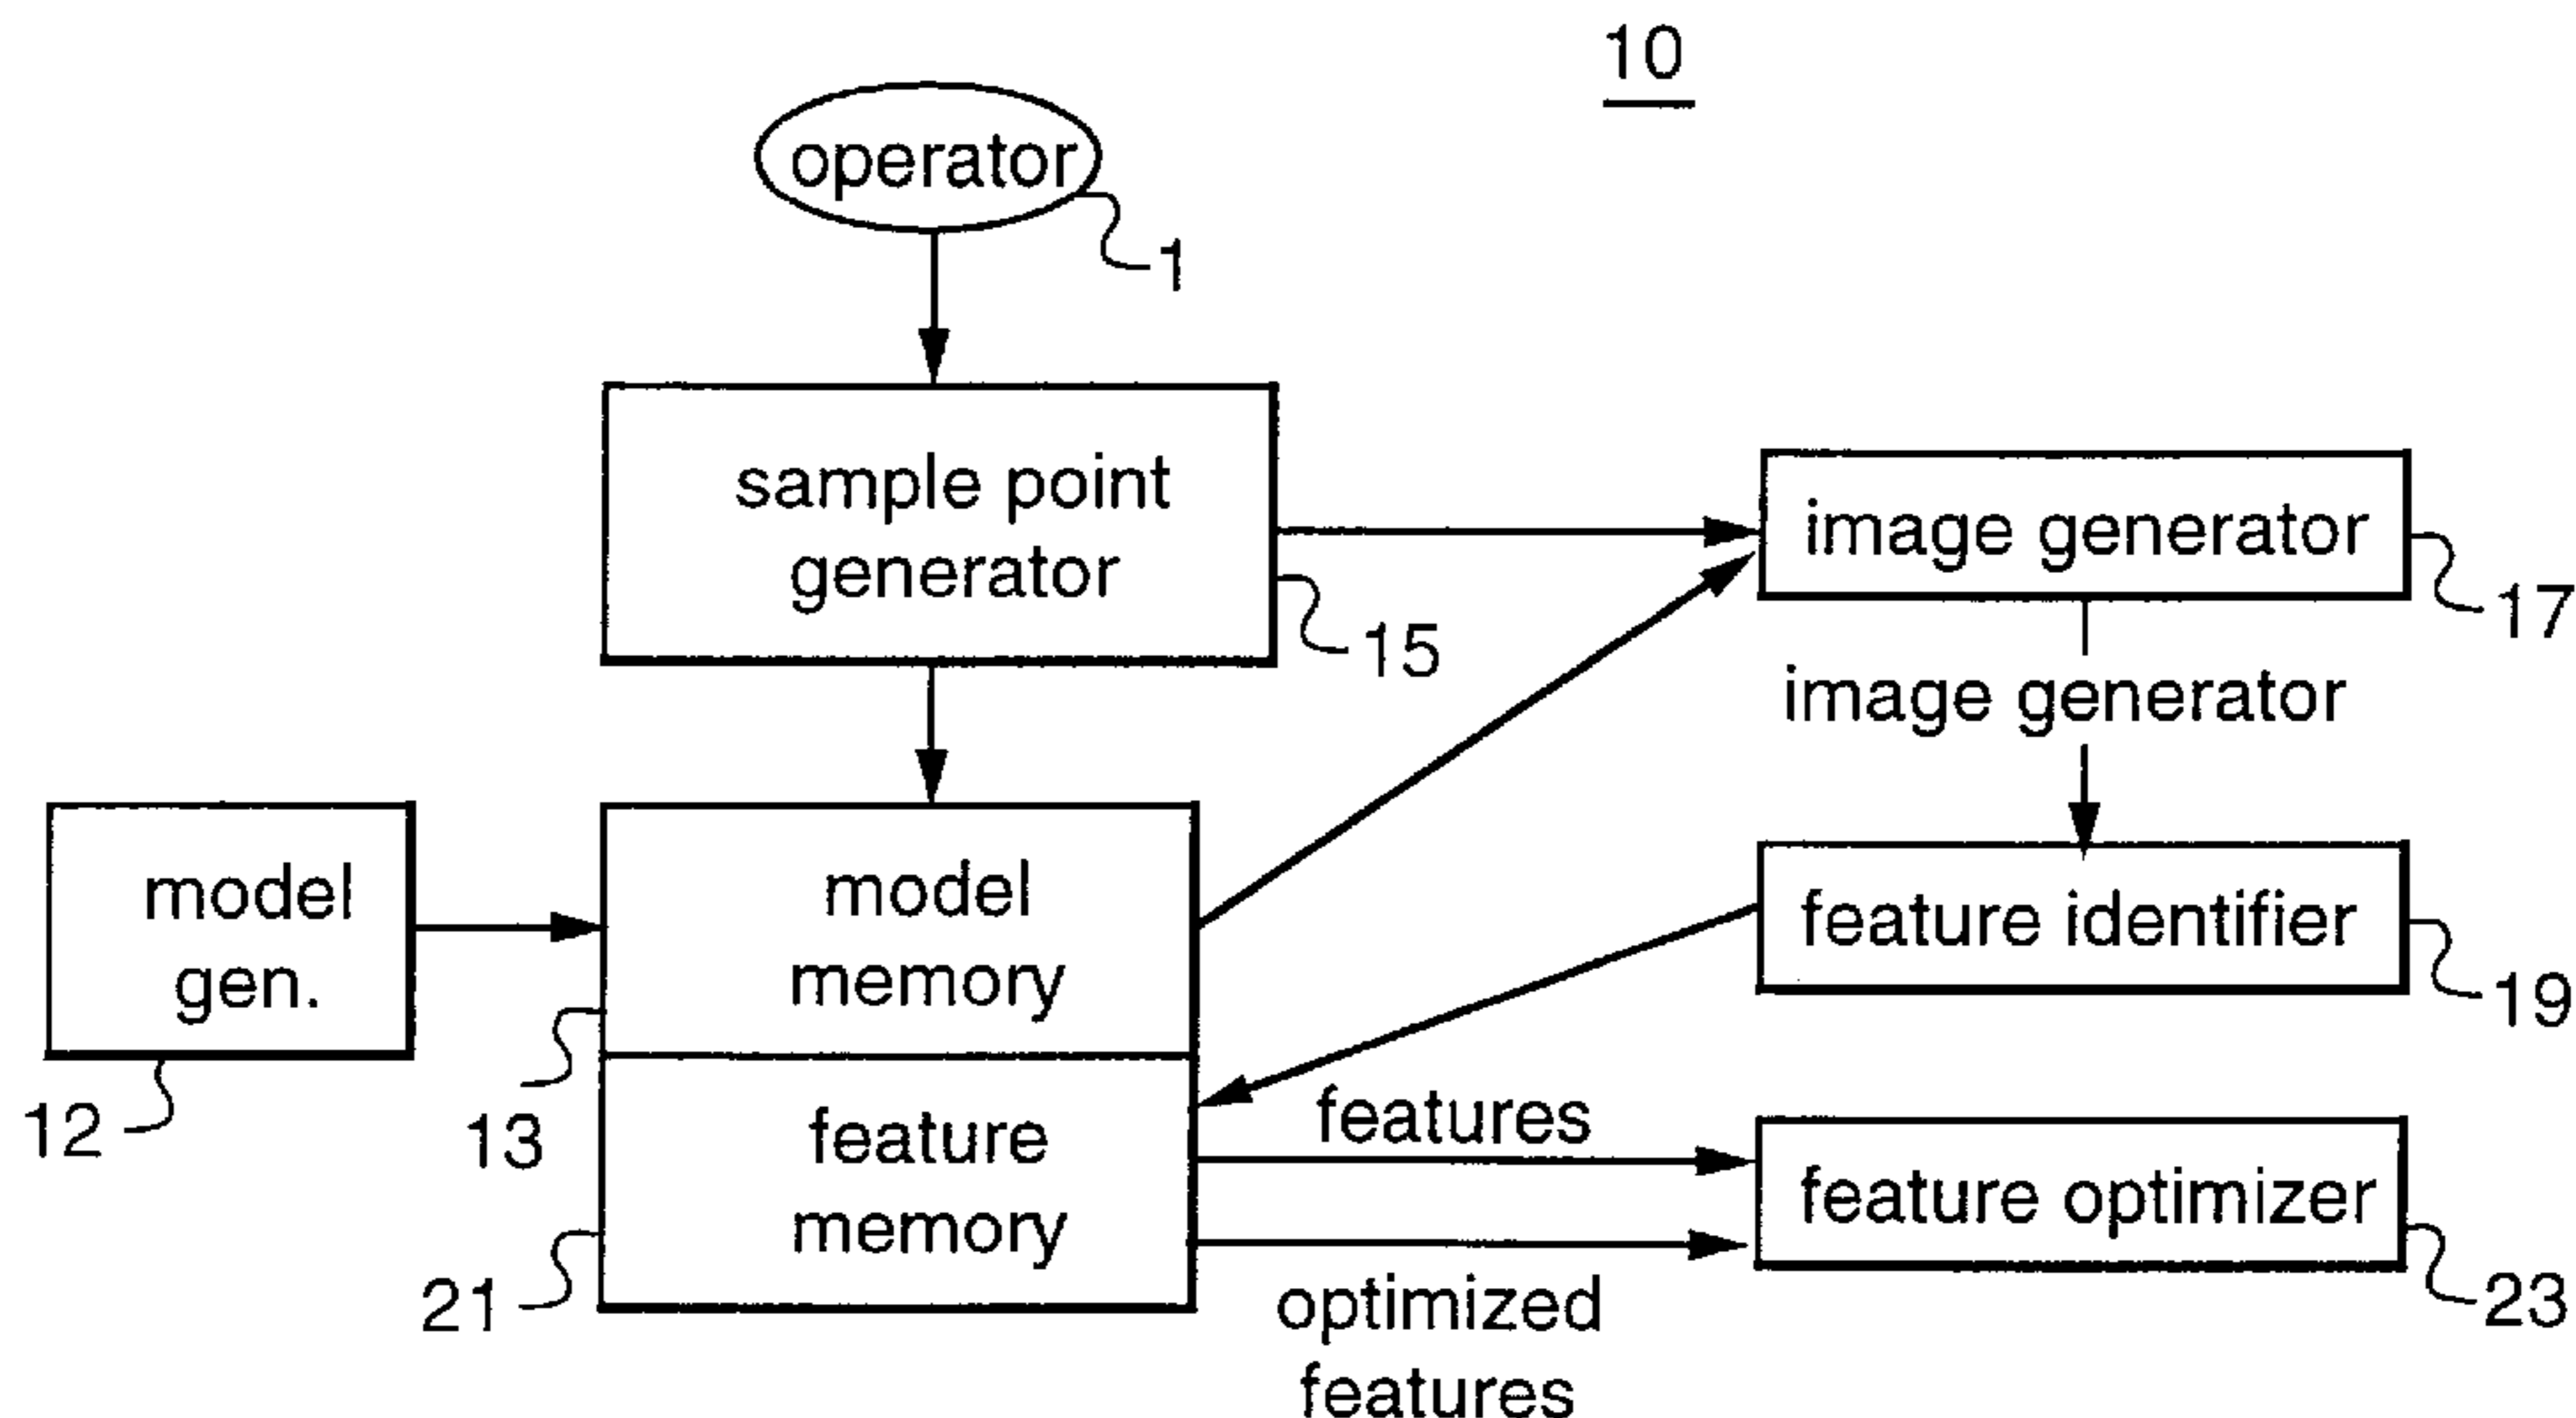 10
operator
1
sample point
generator
15
image generator
17
image generator
model
gen.
12
model
memory
13
feature identifier
19
feature
memory
21
features
optimized
features
feature optimizer
23